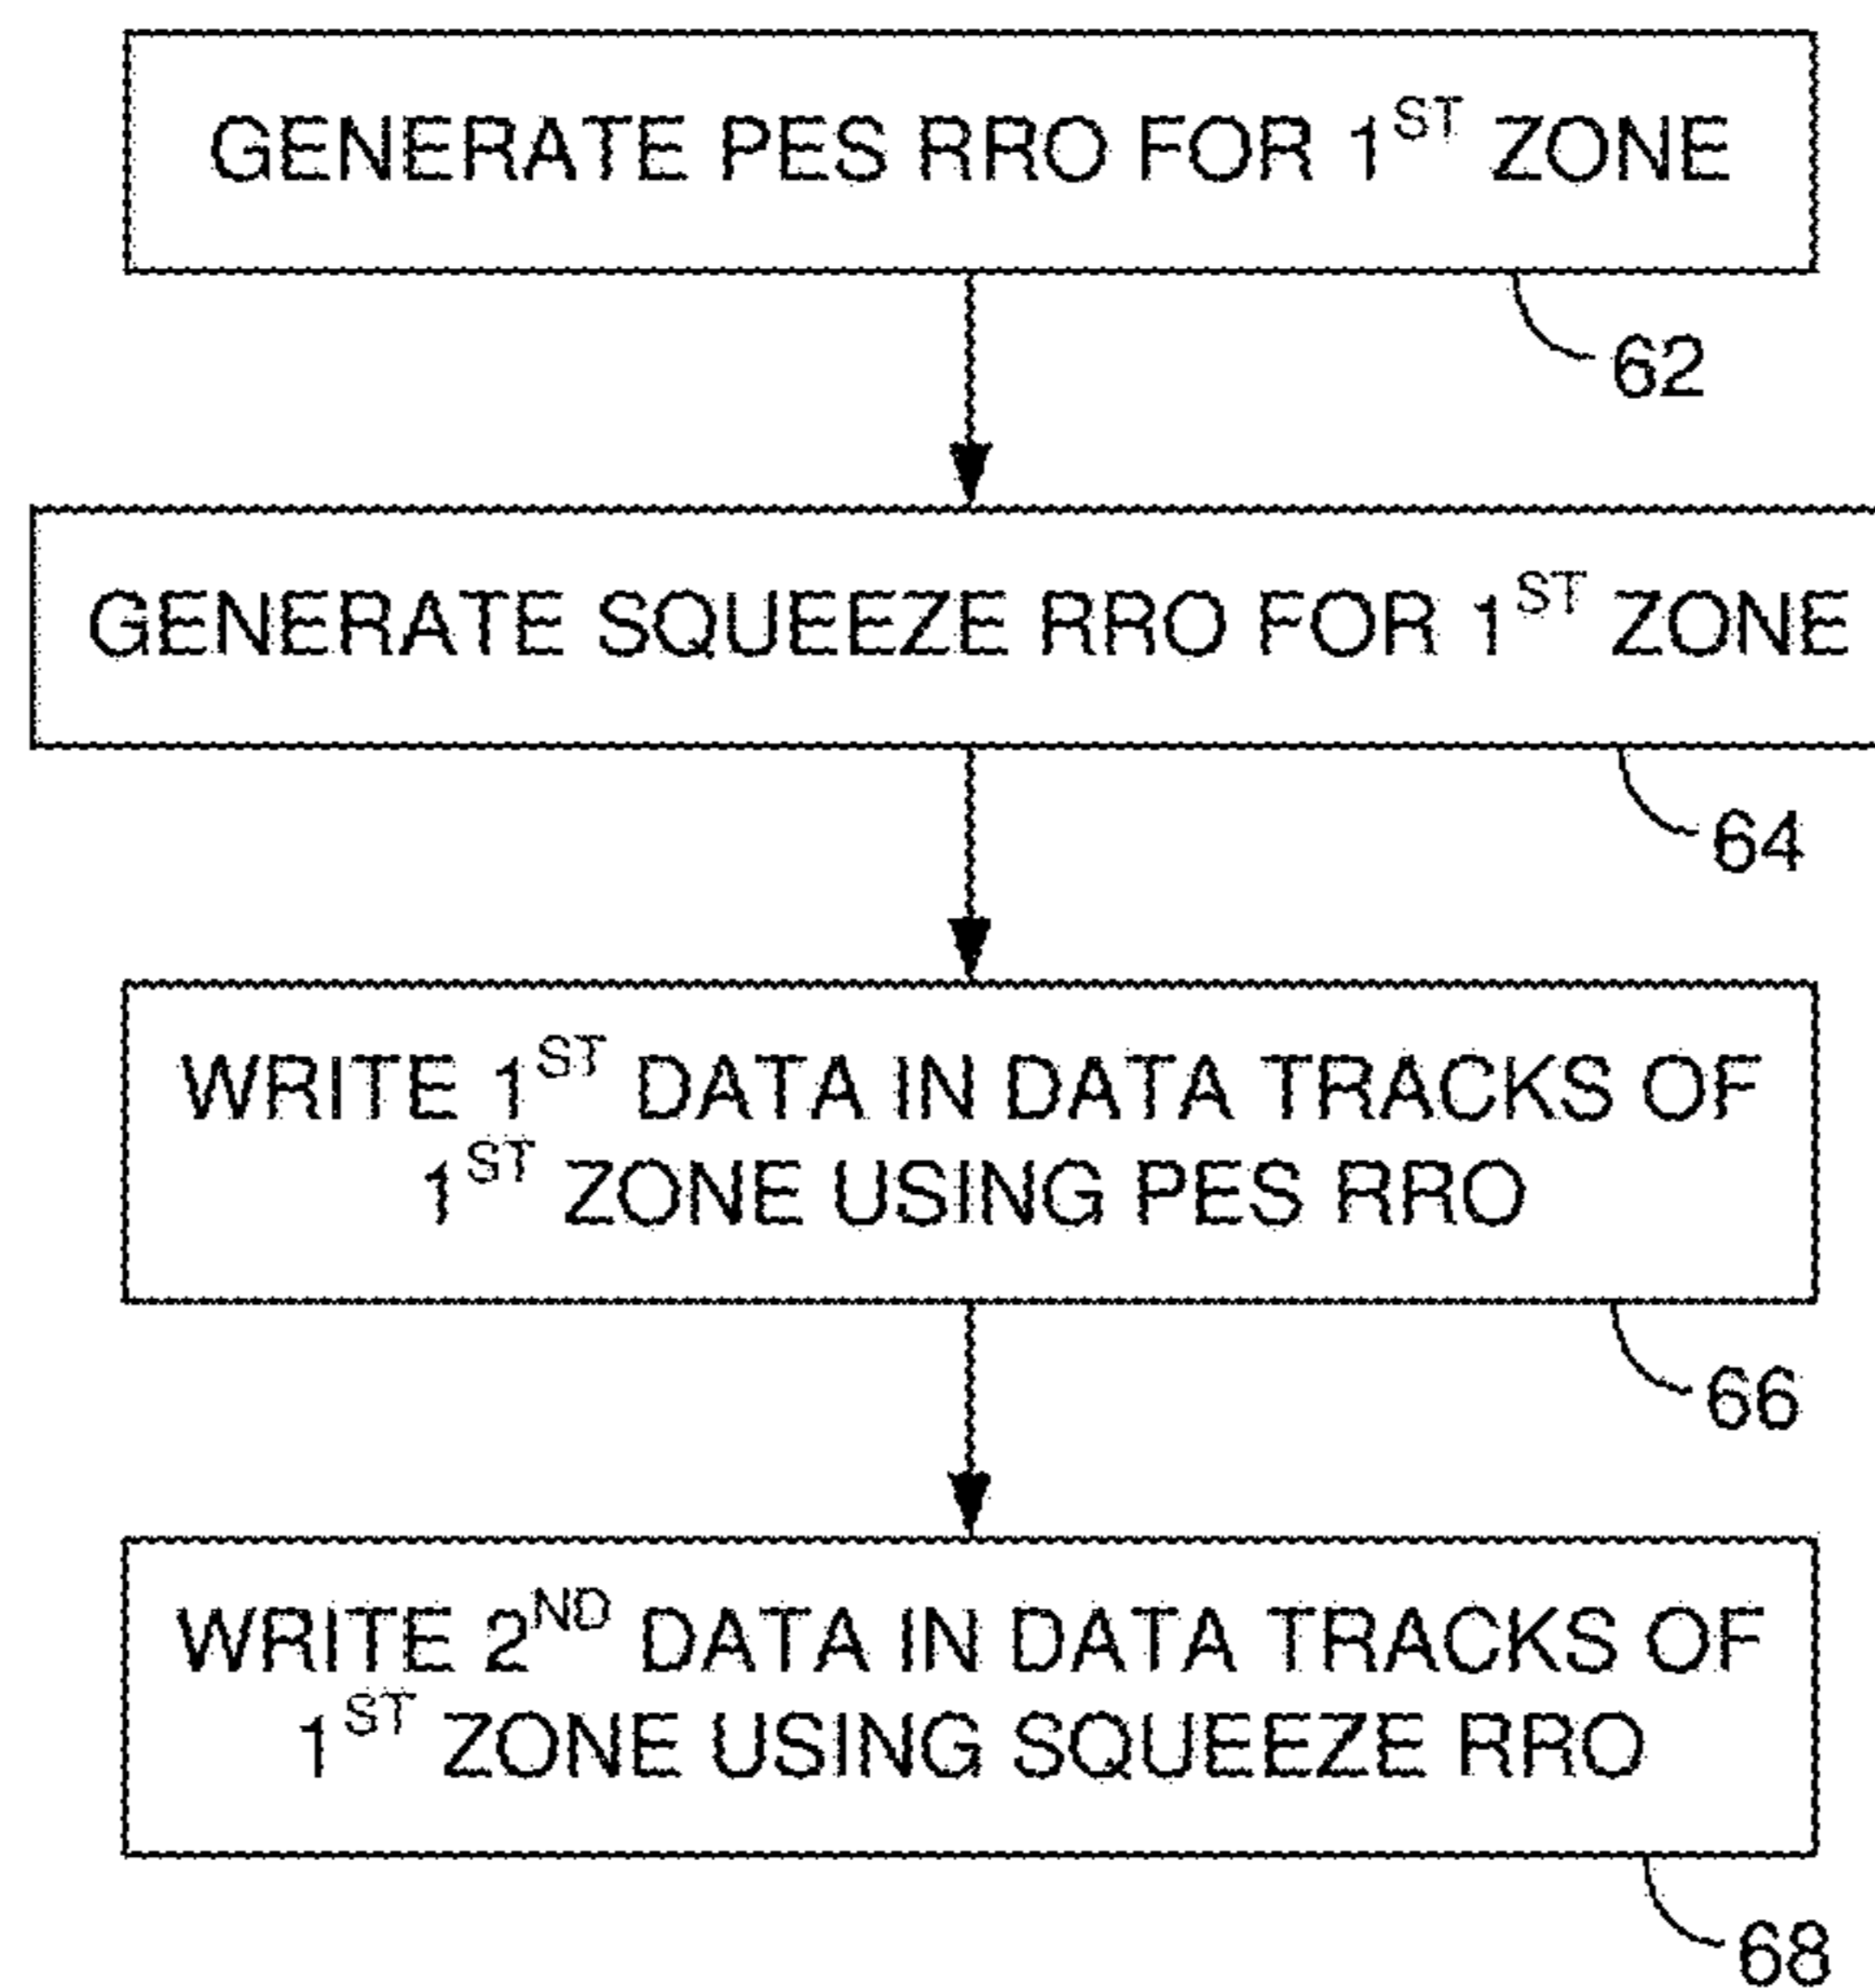 GENERATE PES RRO FOR 1ST ZONE
62
GENERATE SQUEEZE RRO FOR 1ST ZONE
64
WRITE 1ST DATA IN DATA TRACKS OF
1ST ZONE USING PES RRO
66
WRITE 2ND DATA IN DATA TRACKS OF
1ST ZONE USING SQUEEZE RRO
68